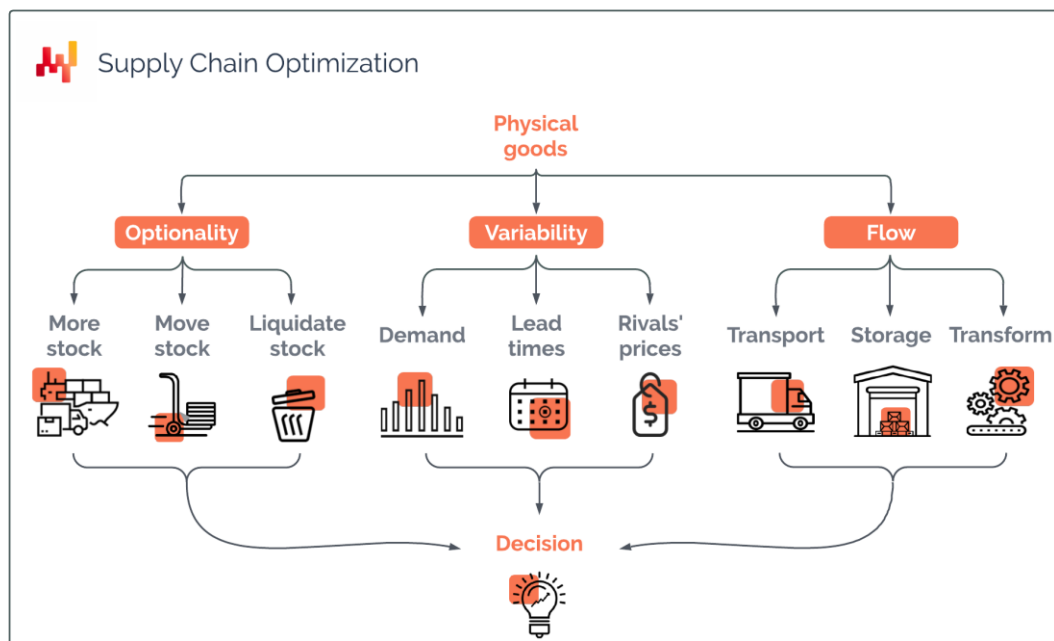 Supply Chain Optimization
Physical
goods
Optionality
Variability
Flow
More
stock
Move
stock
Liquidate
stock
Demand
Lead
times
Rivals'
prices
Transport
Storage
Transform
$
Decision